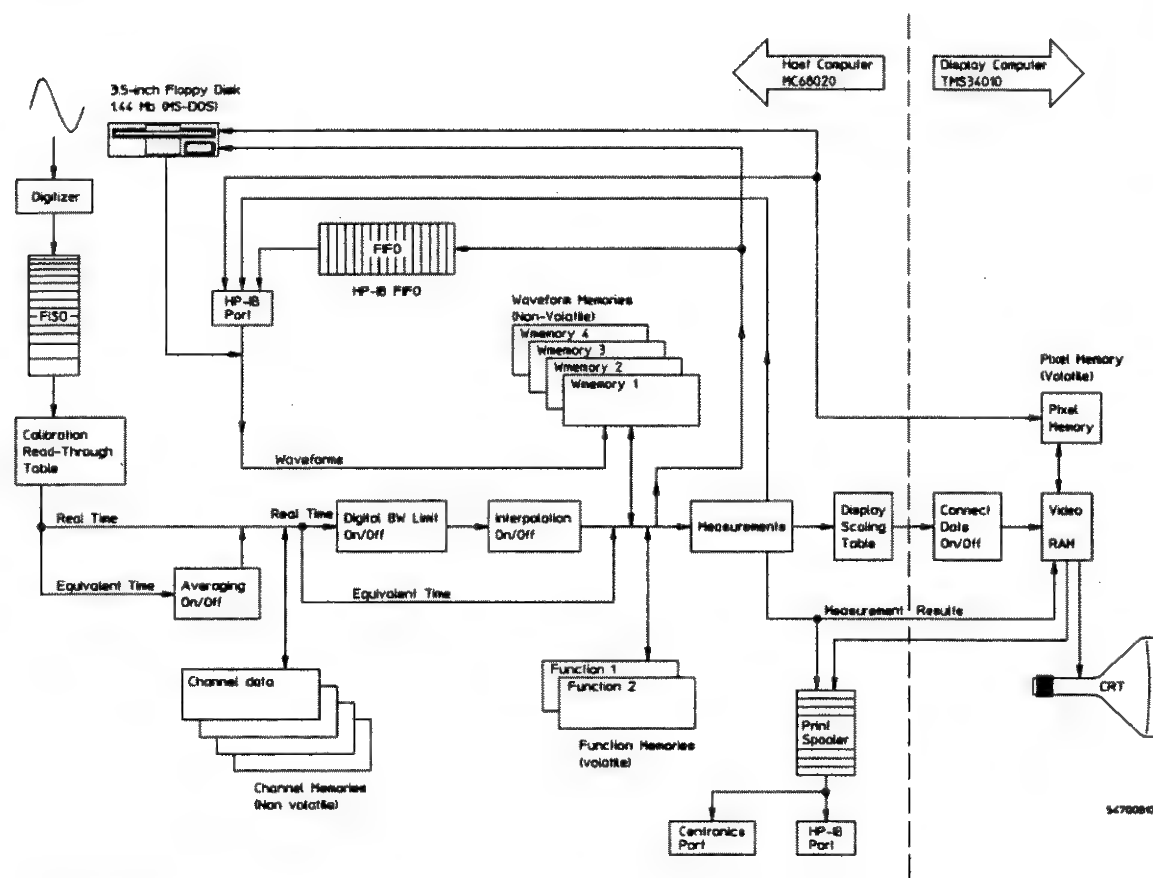 Host Computer
MC68020
Display Computer
TMS34010
3.5-inch Floppy Disk
1.44 Mb (MS-DOS)
Digitizer
FISO
FIFO
HP-IB FIFO
HP-IB
Port
Waveform Memories
(Non-Volatile)
Wmemory 4
Wmemory 3
Wmemory 2
Wmemory 1
Pixel Memory
(Volatile)
Pixel
Memory
Calibration
Read-Through
Table
Waveforms
Real Time
Real Time
Digital BW Limit
On/Off
Interpolation
On/Off
Measurements
Display
Scaling
Table
Connect
Dots
On/Off
Video
RAM
Equivalent Time
Averaging
On/Off
Equivalent Time
Measurement Results
Channel data
Function 1
Function 2
Print
Spooler
CRT
Function Memories
(volatile)
Channel Memories
(Non volatile)
Centronics
Port
HP-IB
Port